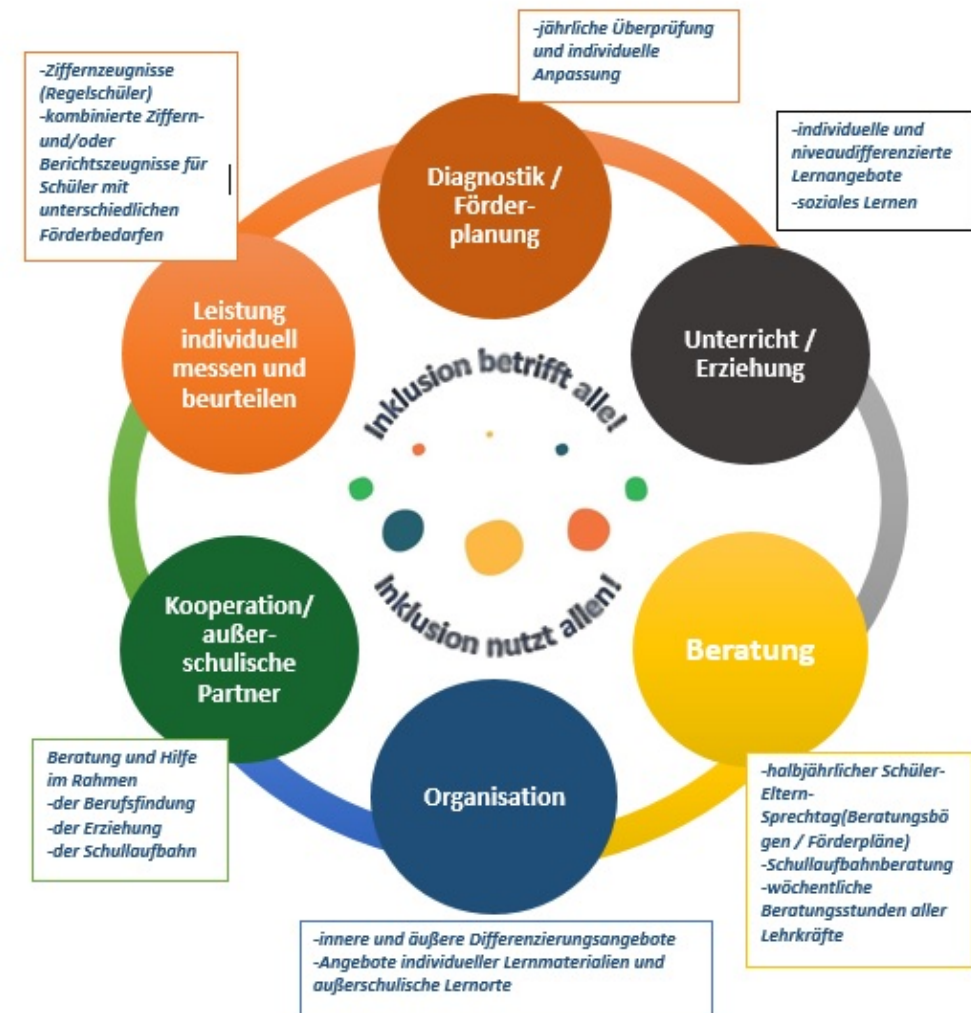 -jährliche Überprüfung
und individuelle
Anpassung
-Ziffernzeugnisse
(Regelschüler)
-kombinierte Ziffern-
und/oder
Berichtszeugnisse für
Schüler mit
unterschiedlichen
Förderbedarfen
-individuelle und
niveaudifferenzierte
Lernangebote
-soziales Lernen
Diagnostik /
Förder-
planung
Leistung
individuell
messen und
beurteilen
Unterricht /
Erziehung
Inklusion betrifft alle!
Inklusion nutzt allen!
Kooperation/
außer-
schulische
Partner
Beratung
Organisation
Beratung und Hilfe
im Rahmen
-der Berufsfindung
-der Erziehung
-der Schullaufbahn
-halbjährlicher Schüler-
Eltern-
Sprechtag(Beratungsbö
gen / Förderpläne)
-Schullaufbahnberatung
-wöchentliche
Beratungsstunden aller
Lehrkräfte
-innere und äußere Differenzierungsangebote
-Angebote individueller Lernmaterialien und
außerschulische Lernorte